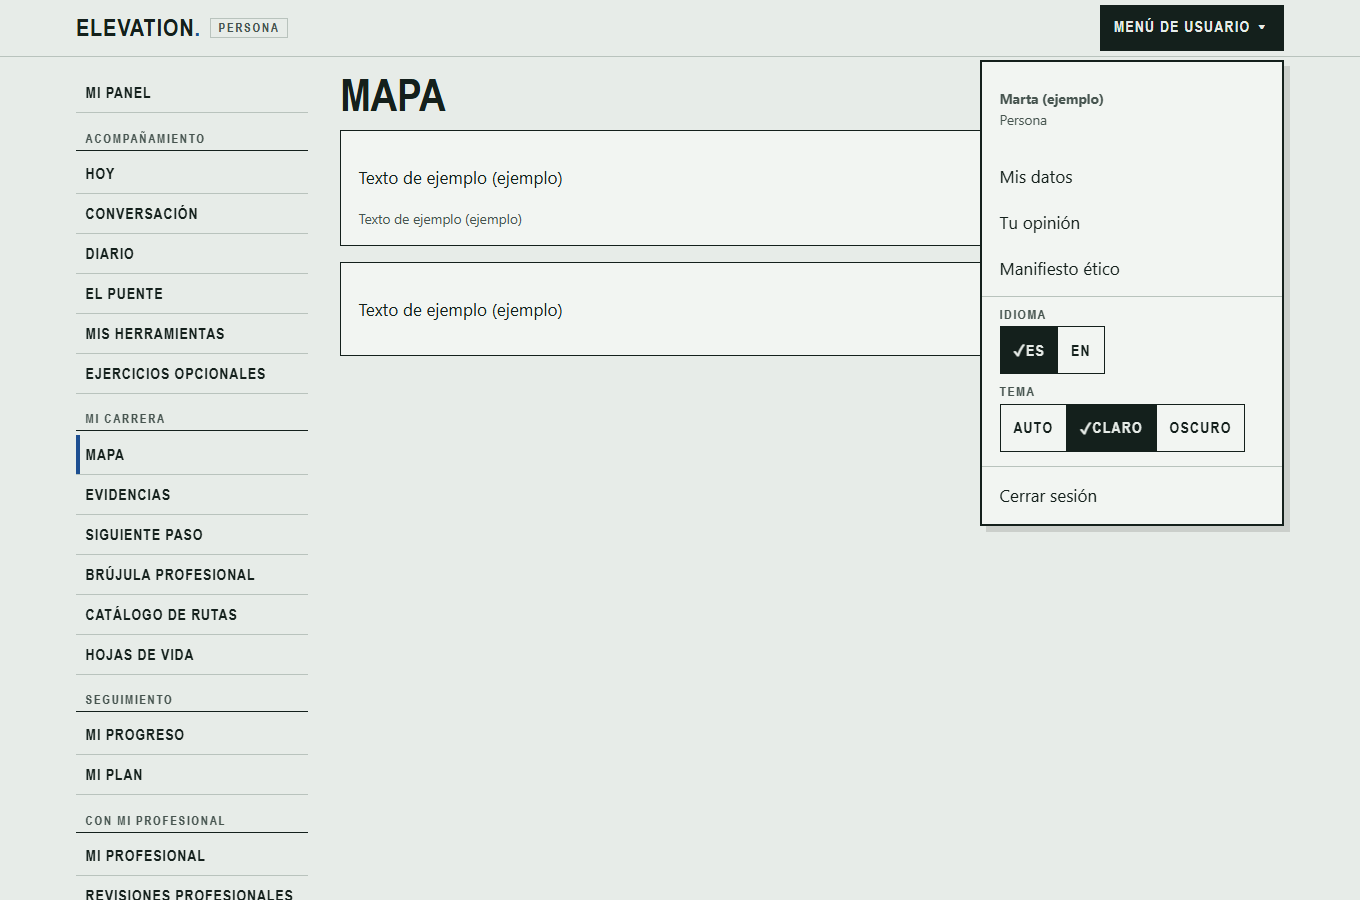 ELEVATION. PERSONA
MENÚ DE USUARIO
MI PANEL
ACOMPAÑAMIENTO
HOY
CONVERSACIÓN
DIARIO
EL PUENTE
MIS HERRAMIENTAS
EJERCICIOS OPCIONALES
MI CARRERA
MAPA
EVIDENCIAS
SIGUIENTE PASO
BRÚJULA PROFESIONAL
CATÁLOGO DE RUTAS
HOJAS DE VIDA
SEGUIMIENTO
MI PROGRESO
MI PLAN
CON MI PROFESIONAL
MI PROFESIONAL
REVISIONES PROFESIONALES
MAPA
Texto de ejemplo (ejemplo)
Texto de ejemplo (ejemplo)
Texto de ejemplo (ejemplo)
Marta (ejemplo)
Persona
Mis datos
Tu opinión
Manifiesto ético
IDIOMA
✓ES EN
TEMA
AUTO ✓CLARO OSCURO
Cerrar sesión